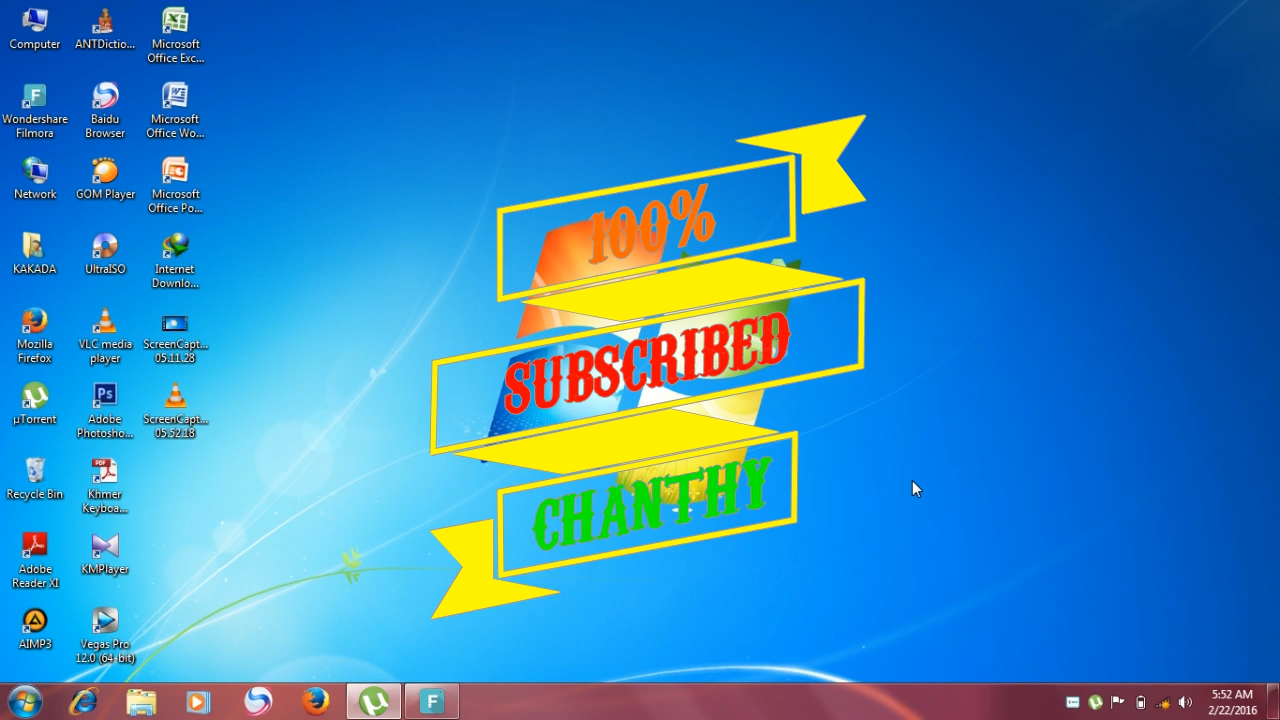 Computer
ANTDictio...
Microsoft
Office Exc...
Wondershare
Filmora
Baidu
Browser
Microsoft
Office Wo...
Network
GOM Player
Microsoft
Office Po...
KAKADA
UltraISO
Internet
Downlo...
Mozilla
Firefox
VLC media
player
ScreenCapt...
05.11.28
µTorrent
Adobe
Photosho...
ScreenCapt...
05.52.18
Recycle Bin
Khmer
Keyboa...
Adobe
Reader XI
KMPlayer
AIMP3
Vegas Pro
12.0 (64-bit)
100%
SUBSCRIBED
CHANTHY
5:52 AM
2/22/2016